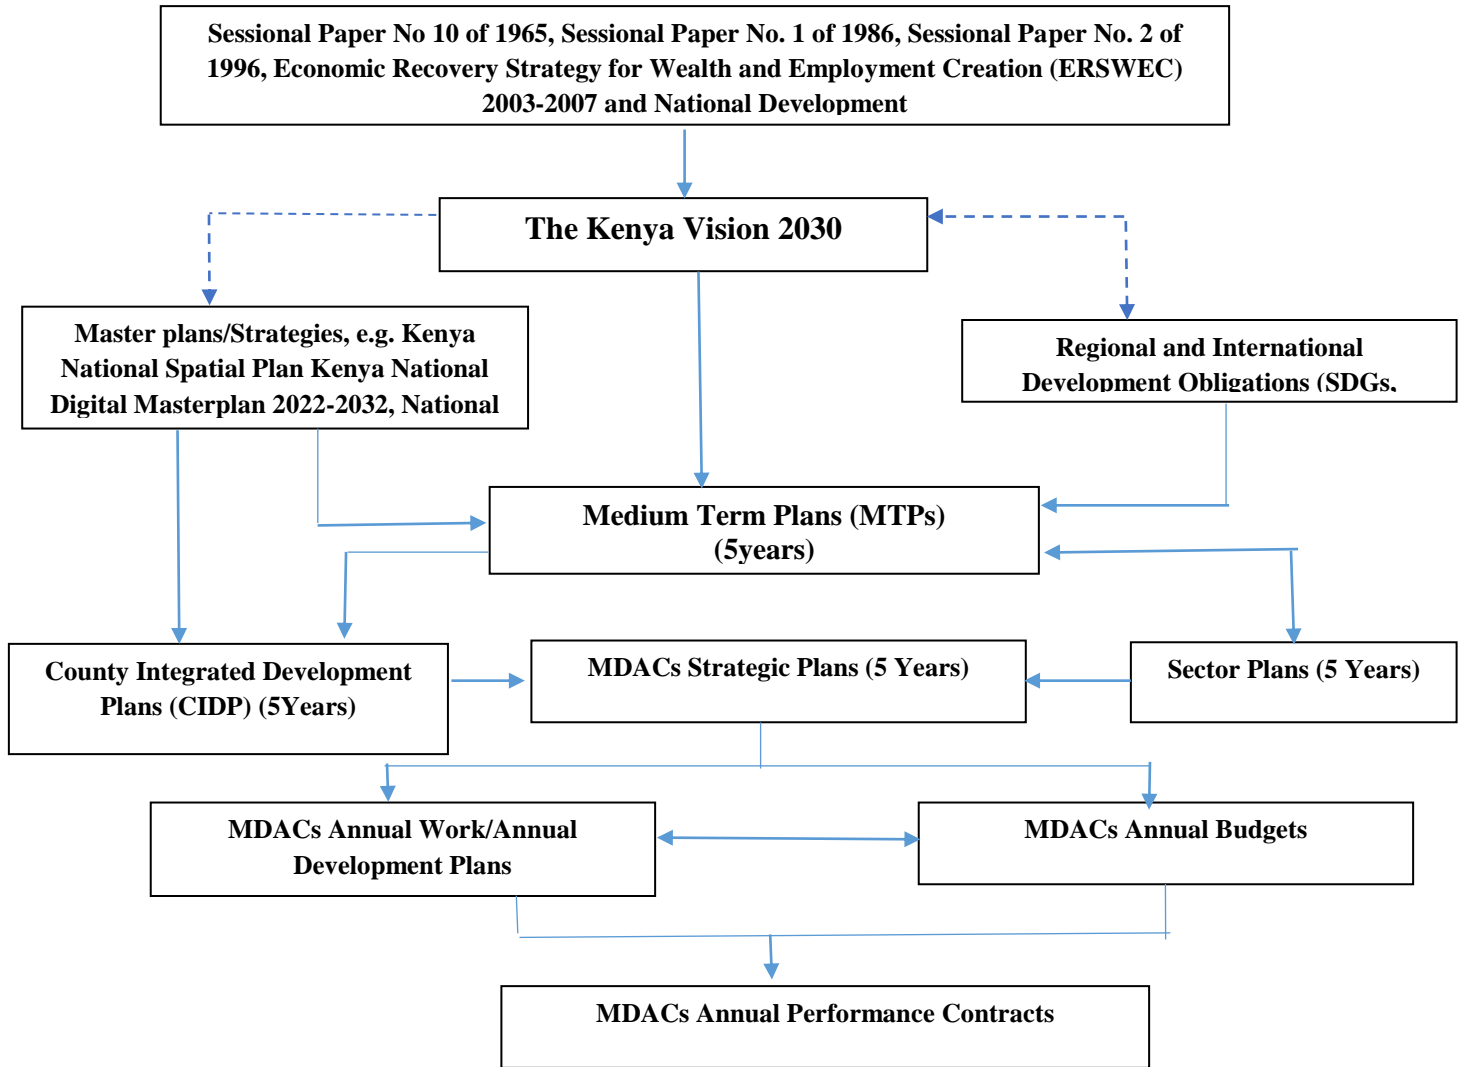 Sessional Paper No 10 of 1965, Sessional Paper No. 1 of 1986, Sessional Paper No. 2 of
1996, Economic Recovery Strategy for Wealth and Employment Creation (ERSWEC)
2003-2007 and National Development
The Kenya Vision 2030
Master plans/Strategies, e.g. Kenya
National Spatial Plan Kenya National
Digital Masterplan 2022-2032, National
Regional and International
Development Obligations (SDGs,
Medium Term Plans (MTPs)
(5years)
County Integrated Development
Plans (CIDP) (5Years)
MDACs Strategic Plans (5 Years)
Sector Plans (5 Years)
MDACs Annual Work/Annual
Development Plans
MDACs Annual Budgets
MDACs Annual Performance Contracts